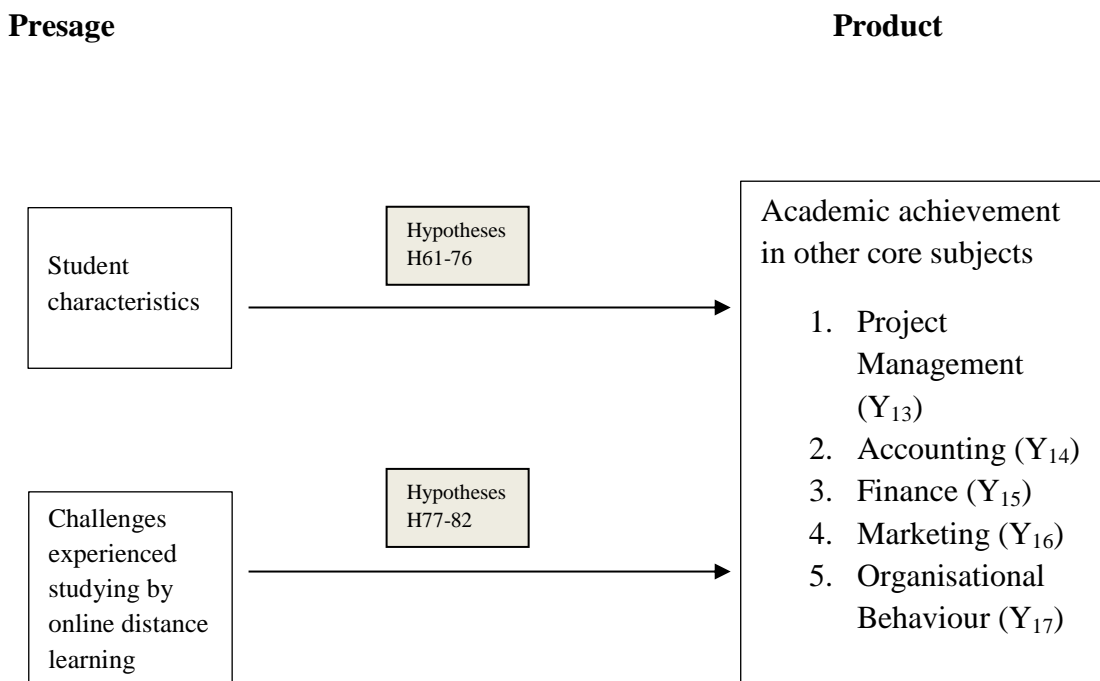 Presage
Product
Student
characteristics
Hypotheses
H61-76
Challenges
experienced
studying by
online distance
learning
Hypotheses
H77-82
Academic achievement
in other core subjects
1. Project
Management
(Y₁₃)
2. Accounting (Y₁₄)
3. Finance (Y₁₅)
4. Marketing (Y₁₆)
5. Organisational
Behaviour (Y₁₇)